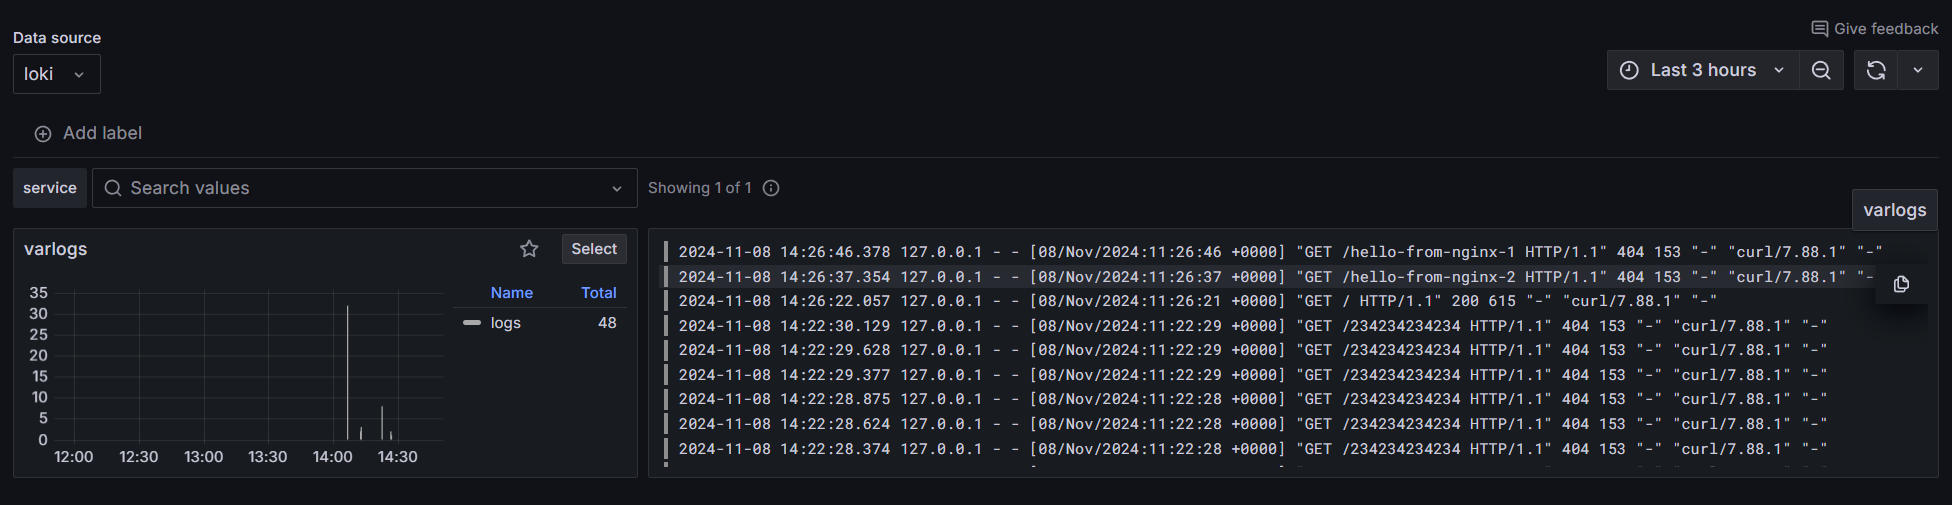 Data source
Give feedback
loki
Last 3 hours
Add label
service
Search values
Showing 1 of 1
varlogs
varlogs
Select
Name Total
logs 48
35
30
25
20
15
10
5
0
12:00 12:30 13:00 13:30 14:00 14:30
2024-11-08 14:26:46.378 127.0.0.1 - - [08/Nov/2024:11:26:46 +0000] "GET /hello-from-nginx-1 HTTP/1.1" 404 153 "-" "curl/7.88.1" "-"
2024-11-08 14:26:37.354 127.0.0.1 - - [08/Nov/2024:11:26:37 +0000] "GET /hello-from-nginx-2 HTTP/1.1" 404 153 "-" "curl/7.88.1" "-
2024-11-08 14:26:22.057 127.0.0.1 - - [08/Nov/2024:11:26:21 +0000] "GET / HTTP/1.1" 200 615 "-" "curl/7.88.1" "-"
2024-11-08 14:22:30.129 127.0.0.1 - - [08/Nov/2024:11:22:29 +0000] "GET /234234234234 HTTP/1.1" 404 153 "-" "curl/7.88.1" "-"
2024-11-08 14:22:29.628 127.0.0.1 - - [08/Nov/2024:11:22:29 +0000] "GET /234234234234 HTTP/1.1" 404 153 "-" "curl/7.88.1" "-"
2024-11-08 14:22:29.377 127.0.0.1 - - [08/Nov/2024:11:22:29 +0000] "GET /234234234234 HTTP/1.1" 404 153 "-" "curl/7.88.1" "-"
2024-11-08 14:22:28.875 127.0.0.1 - - [08/Nov/2024:11:22:28 +0000] "GET /234234234234 HTTP/1.1" 404 153 "-" "curl/7.88.1" "-"
2024-11-08 14:22:28.624 127.0.0.1 - - [08/Nov/2024:11:22:28 +0000] "GET /234234234234 HTTP/1.1" 404 153 "-" "curl/7.88.1" "-"
2024-11-08 14:22:28.374 127.0.0.1 - - [08/Nov/2024:11:22:28 +0000] "GET /234234234234 HTTP/1.1" 404 153 "-" "curl/7.88.1" "-"